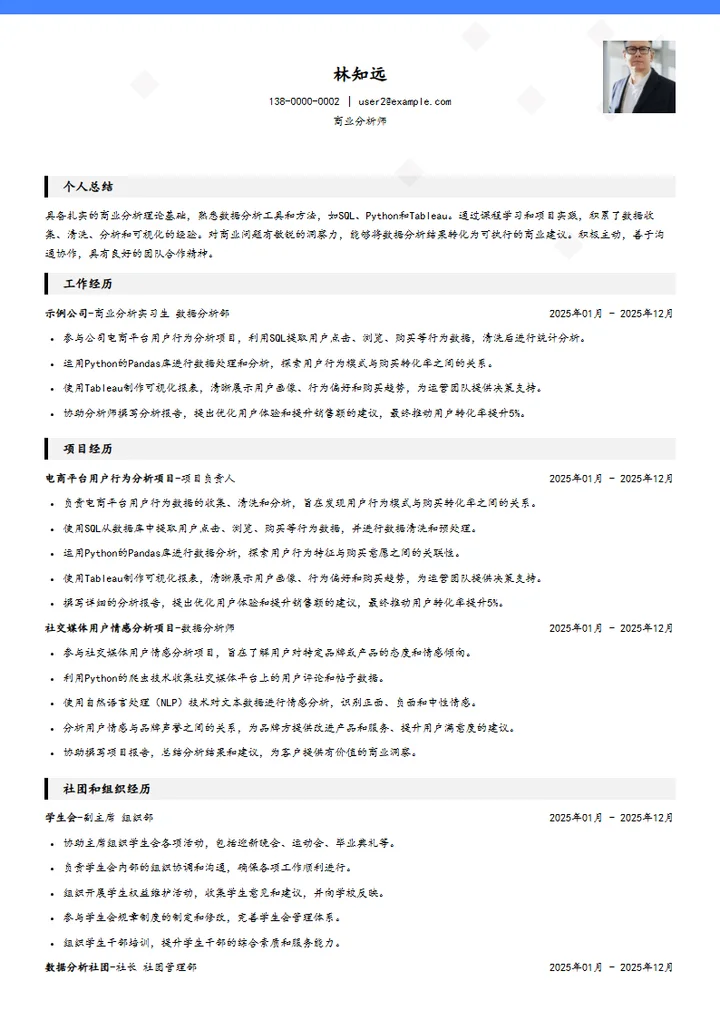 林知远
138-0000-0002 | user2@example.com
商业分析师
个人总结
具备扎实的商业分析理论基础，熟悉数据分析工具和方法，如SQL、Python和Tableau。通过课程学习和项目实践，积累了数据收
集、清洗、分析和可视化的经验。对商业问题有敏锐的洞察力，能够将数据分析结果转化为可执行的商业建议。积极主动，善于沟
通协作，具有良好的团队合作精神。
工作经历
示例公司-商业分析实习生 数据分析部 2025年01月 - 2025年12月
• 参与公司电商平台用户行为分析项目，利用SQL提取用户点击、浏览、购买等行为数据，清洗后进行统计分析。
• 运用Python的Pandas库进行数据处理和分析，探索用户行为模式与购买转化率之间的关系。
• 使用Tableau制作可视化报表，清晰展示用户画像、行为偏好和购买趋势，为运营团队提供决策支持。
• 协助分析师撰写分析报告，提出优化用户体验和提升销售额的建议，最终推动用户转化率提升5%。
项目经历
电商平台用户行为分析项目-项目负责人 2025年01月 - 2025年12月
• 负责电商平台用户行为数据的收集、清洗和分析，旨在发现用户行为模式与购买转化率之间的关系。
• 使用SQL从数据库中提取用户点击、浏览、购买等行为数据，并进行数据清洗和预处理。
• 运用Python的Pandas库进行数据分析，探索用户行为特征与购买意愿之间的关联性。
• 使用Tableau制作可视化报表，清晰展示用户画像、行为偏好和购买趋势，为运营团队提供决策支持。
• 撰写详细的分析报告，提出优化用户体验和提升销售额的建议，最终推动用户转化率提升5%。
社交媒体用户情感分析项目-数据分析师 2025年01月 - 2025年12月
• 参与社交媒体用户情感分析项目，旨在了解用户对特定品牌或产品的态度和情感倾向。
• 利用Python的爬虫技术收集社交媒体平台上的用户评论和帖子数据。
• 使用自然语言处理（NLP）技术对文本数据进行情感分析，识别正面、负面和中性情感。
• 分析用户情感与品牌声誉之间的关系，为品牌方提供改进产品和服务、提升用户满意度的建议。
• 协助撰写项目报告，总结分析结果和建议，为客户提供有价值的商业洞察。
社团和组织经历
学生会-副主席 组织部 2025年01月 - 2025年12月
• 协助主席组织学生会各项活动，包括迎新晚会、运动会、毕业典礼等。
• 负责学生会内部的组织协调和沟通，确保各项工作顺利进行。
• 组织开展学生权益维护活动，收集学生意见和建议，并向学校反映。
• 参与学生会规章制度的制定和修改，完善学生会管理体系。
• 组织学生干部培训，提升学生干部的综合素质和服务能力。
数据分析社团-社长 社团管理部 2025年01月 - 2025年12月